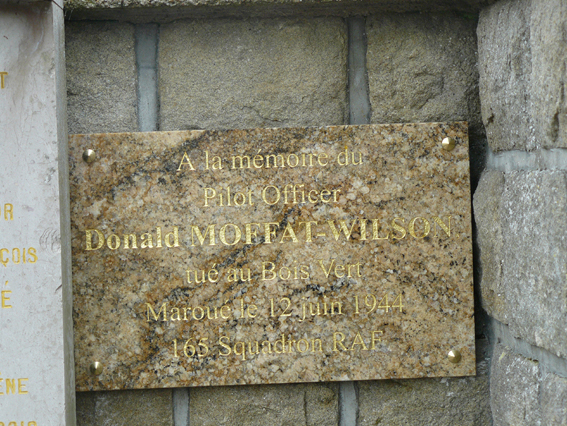 A la mémoire du
Pilot Officer
Donald MOFFAT-WILSON
tué au Bois Vert
Maroué le 12 juin 1944
165 Squadron RAF